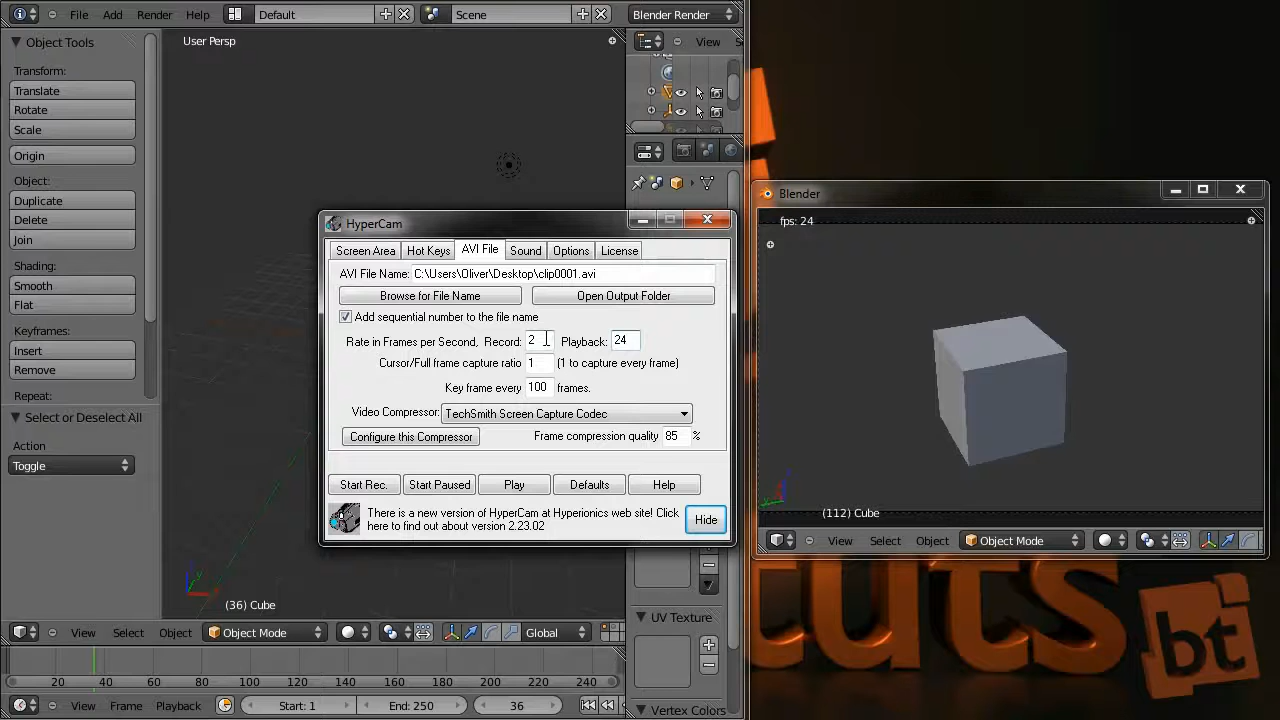 File Add Render Help Default Scene Blender Render
Object Tools
Transform:
Translate
Rotate
Scale
Origin
Object:
Duplicate
Delete
Join
Shading:
Smooth
Flat
Keyframes:
Insert
Remove
Repeat:
Select or Deselect All
Action
Toggle
User Persp
(36) Cube
View
HyperCam
Screen Area Hot Keys AVI File Sound Options License
AVI File Name: C:\Users\Oliver\Desktop\clip0001.avi
Browse for File Name Open Output Folder
Add sequential number to the file name
Rate in Frames per Second, Record: 2 Playback: 24
Cursor/Full frame capture ratio 1 (1 to capture every frame)
Key frame every 100 frames.
Video Compressor: TechSmith Screen Capture Codec
Configure this Compressor Frame compression quality 85 %
Start Rec. Start Paused Play Defaults Help
There is a new version of HyperCam at Hyperionics web site! Click
here to find out about version 2.23.02
Hide
UV Texture
Vertex Colors
View Select Object Object Mode Global
20 40 60 80 100 120 140 160 180 200 220 240
View Frame Playback Start: 1 End: 250 36
Blender
fps: 24
(112) Cube
View Select Object Object Mode
tuts
bt